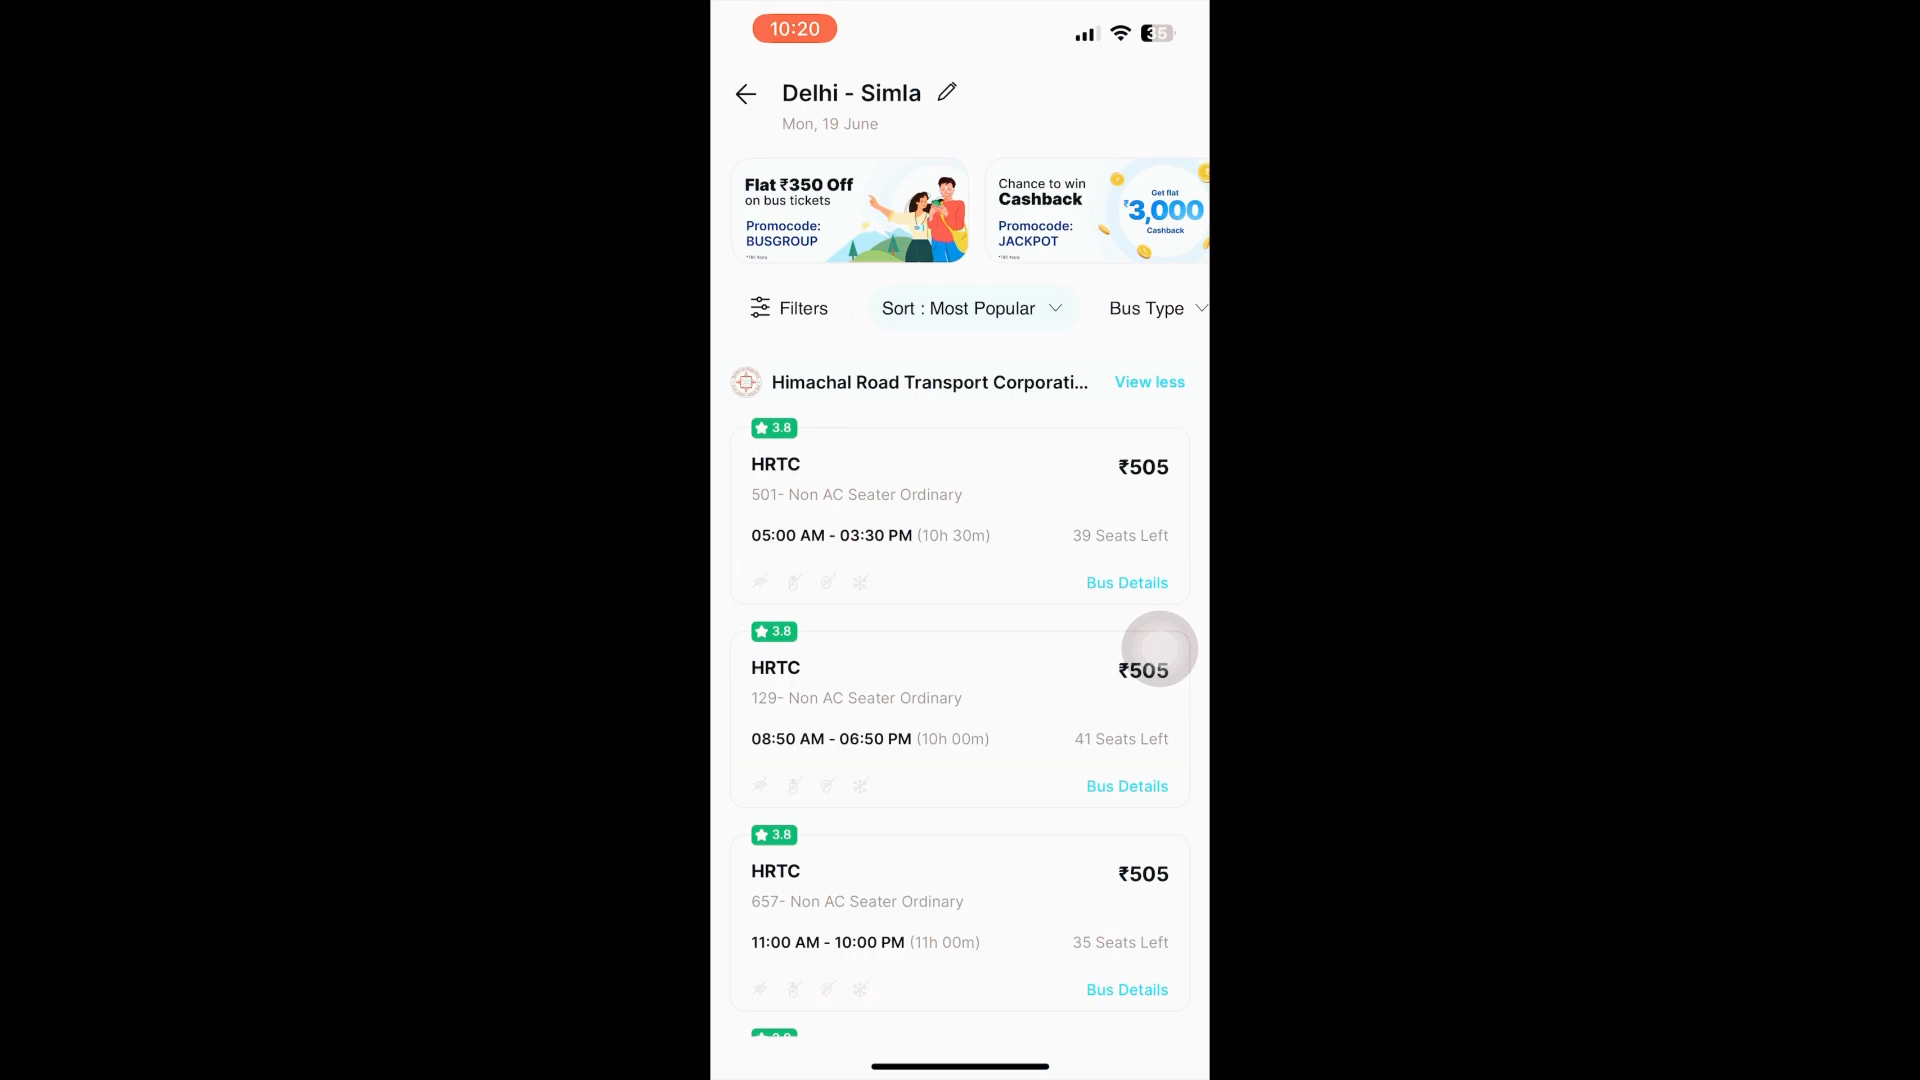 10:20
35
Delhi - Simla
Mon, 19 June
Flat ₹350 Off
on bus tickets
Promocode:
BUSGROUP
*T&C Apply
Chance to win
Cashback
Promocode:
JACKPOT
*T&C Apply
Get flat
₹3,000
Cashback
Filters
Sort : Most Popular
Bus Type
Himachal Road Transport Corporati...
View less
3.8
HRTC
₹505
501- Non AC Seater Ordinary
05:00 AM - 03:30 PM (10h 30m)
39 Seats Left
Bus Details
3.8
HRTC
₹505
129- Non AC Seater Ordinary
08:50 AM - 06:50 PM (10h 00m)
41 Seats Left
Bus Details
3.8
HRTC
₹505
657- Non AC Seater Ordinary
11:00 AM - 10:00 PM (11h 00m)
35 Seats Left
Bus Details